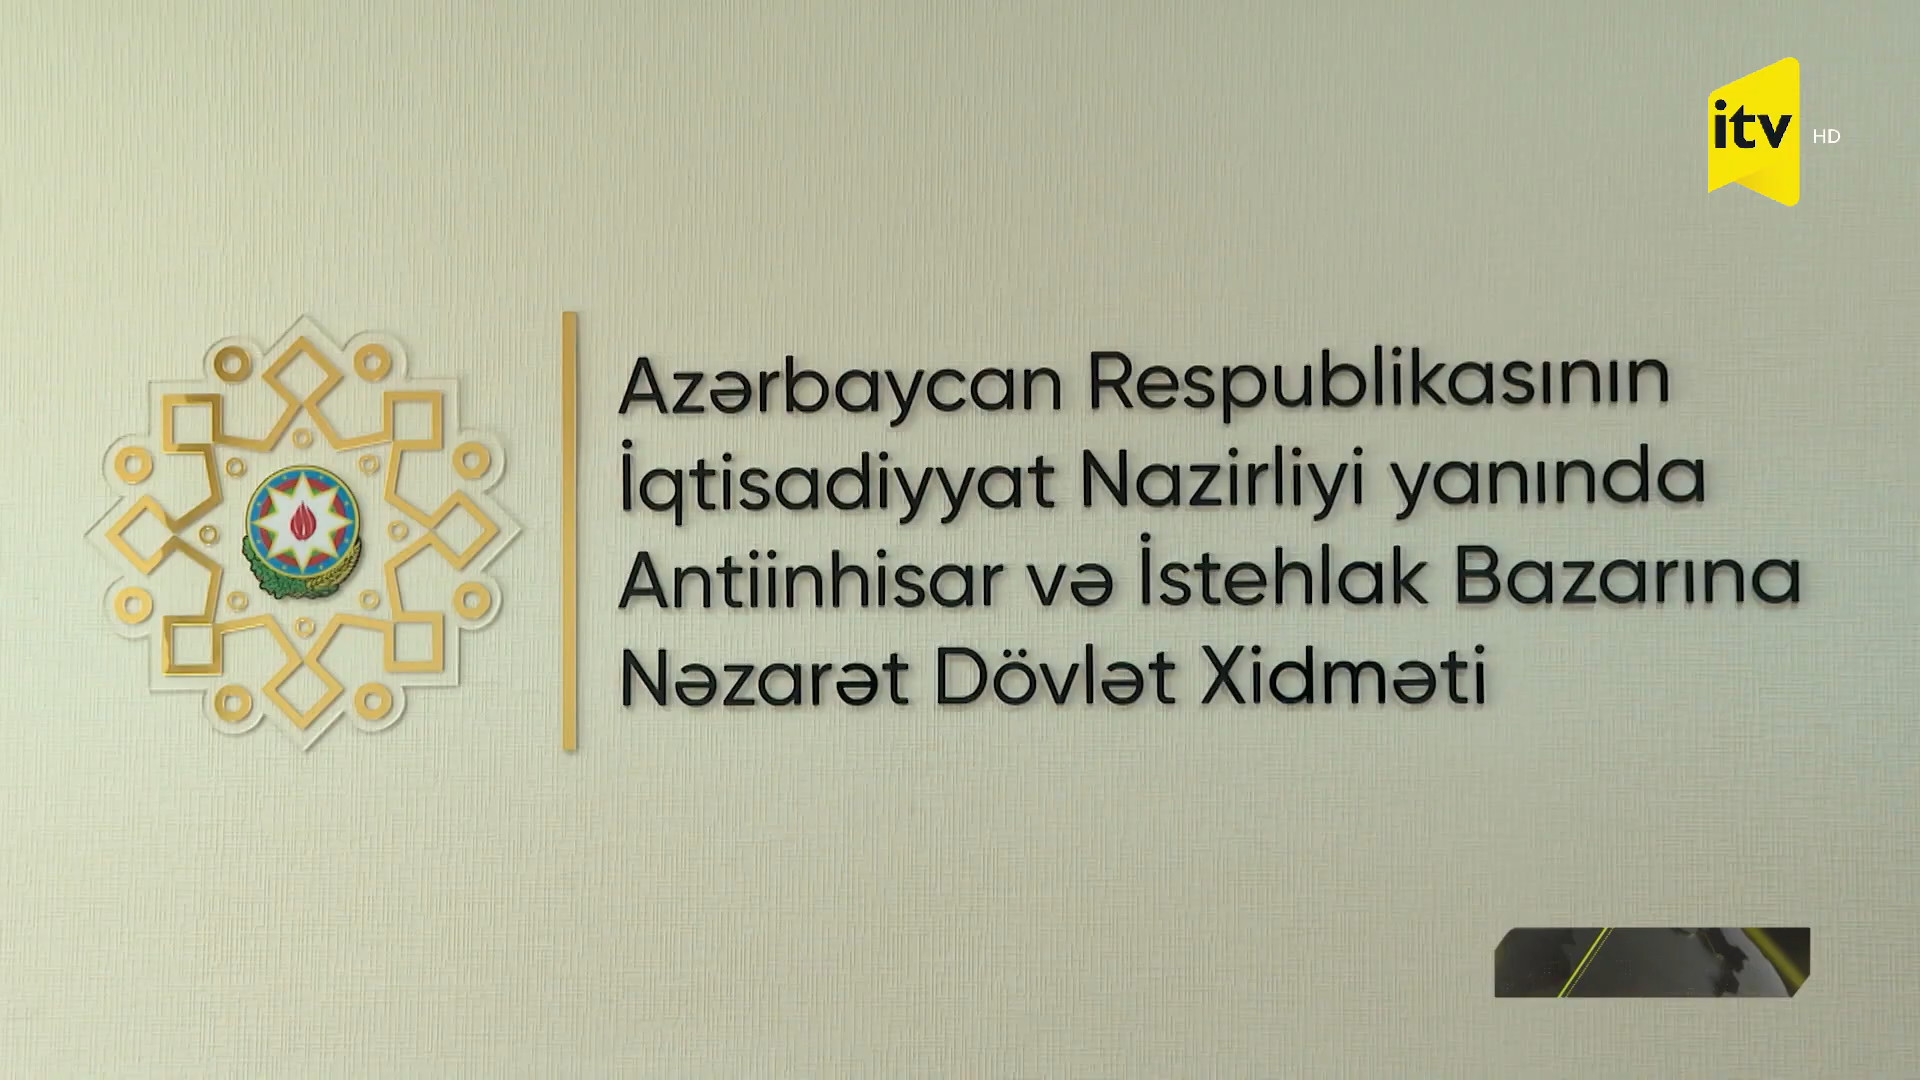 itv HD
Azərbaycan Respublikasının
İqtisadiyyat Nazirliyi yanında
Antiinhisar və İstehlak Bazarına
Nəzarət Dövlət Xidməti